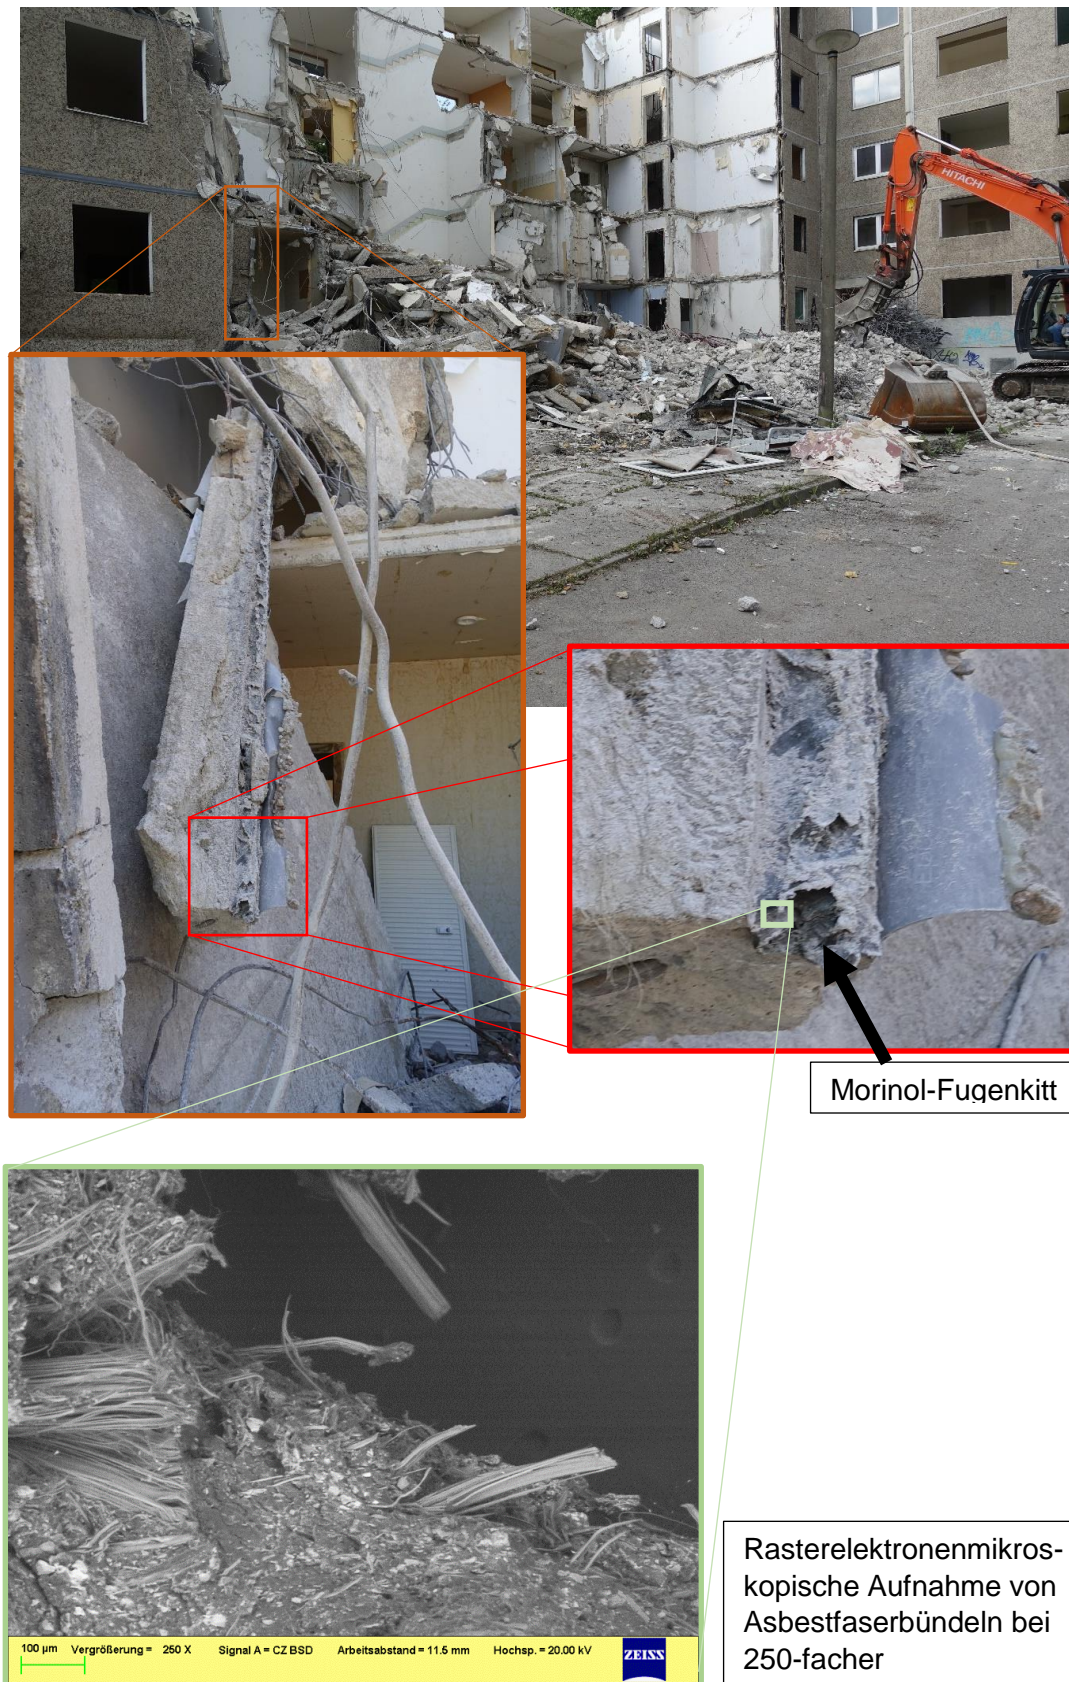 HITACHI
Morinol-Fugenkitt
100 µm Vergrößerung = 250 X Signal A = CZ BSD Arbeitsabstand = 11.5 mm Hochsp. = 20.00 kV ZEISS
Rasterelektronenmikros-
kopische Aufnahme von
Asbestfaserbündeln bei
250-facher